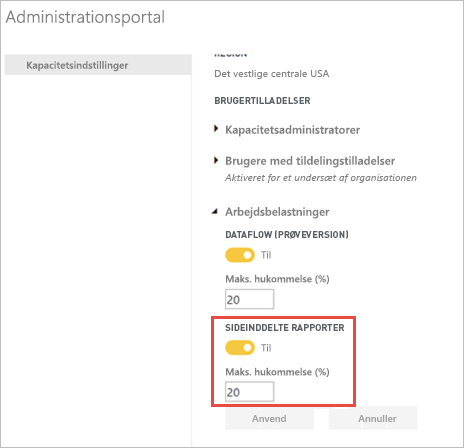 Administrationsportal
Kapacitetsindstillinger
REGION
Det vestlige centrale USA
BRUGERTILLADELSER
Kapacitetsadministratorer
Brugere med tildelingstilladelser
Aktiveret for et undersæt af organisationen
Arbejdsbelastninger
DATAFLOW (PRØVEVERSION)
Til
Maks. hukommelse (%)
20
SIDEINDDELTE RAPPORTER
Til
Maks. hukommelse (%)
20
Anvend
Annuller